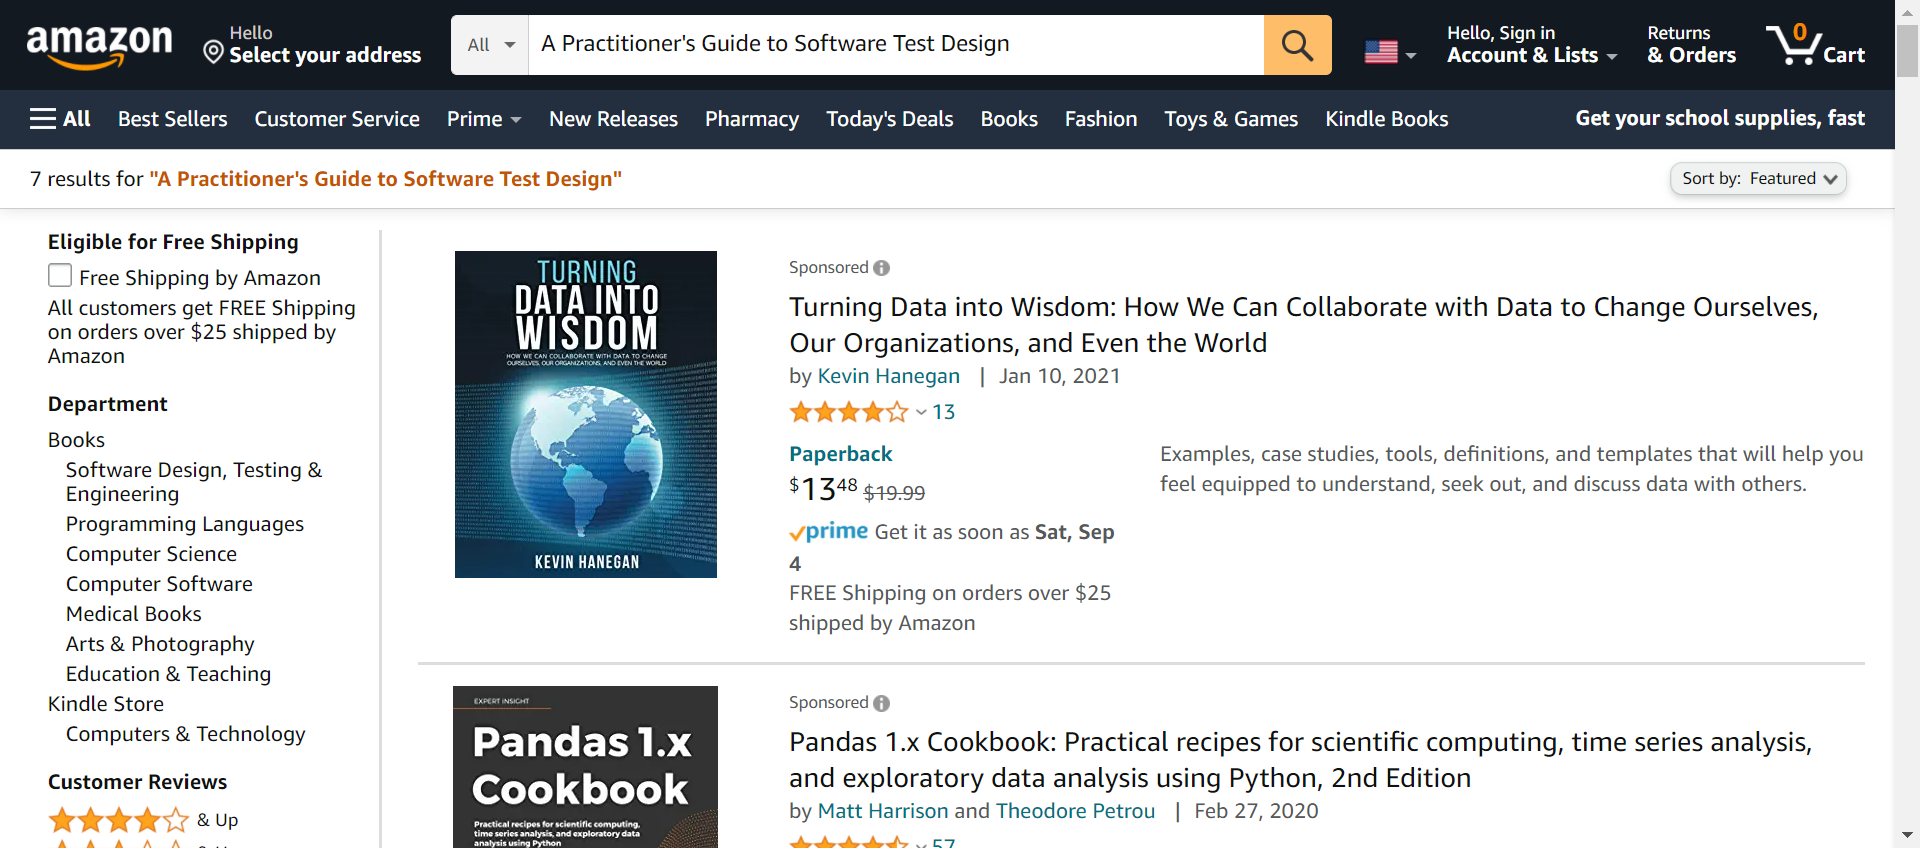 amazon
Hello
Select your address
All
A Practitioner's Guide to Software Test Design
Hello, Sign in
Account & Lists
Returns
& Orders
0
Cart
All
Best Sellers
Customer Service
Prime
New Releases
Pharmacy
Today's Deals
Books
Fashion
Toys & Games
Kindle Books
Get your school supplies, fast
7 results for "A Practitioner's Guide to Software Test Design"
Sort by: Featured
Eligible for Free Shipping
Free Shipping by Amazon
All customers get FREE Shipping
on orders over $25 shipped by
Amazon
Department
Books
Software Design, Testing &
Engineering
Programming Languages
Computer Science
Computer Software
Medical Books
Arts & Photography
Education & Teaching
Kindle Store
Computers & Technology
Customer Reviews
& Up
TURNING
DATA INTO
WISDOM
HOW WE CAN COLLABORATE WITH DATA TO CHANGE
OURSELVES, OUR ORGANIZATIONS, AND EVEN THE WORLD
KEVIN HANEGAN
Sponsored
Turning Data into Wisdom: How We Can Collaborate with Data to Change Ourselves,
Our Organizations, and Even the World
by Kevin Hanegan | Jan 10, 2021
13
Paperback
$1348 $19.99
prime Get it as soon as Sat, Sep
4
FREE Shipping on orders over $25
shipped by Amazon
Examples, case studies, tools, definitions, and templates that will help you
feel equipped to understand, seek out, and discuss data with others.
EXPERT INSIGHT
Pandas 1.x
Cookbook
Practical recipes for scientific computing,
time series analysis, and exploratory data
analysis using Python
Sponsored
Pandas 1.x Cookbook: Practical recipes for scientific computing, time series analysis,
and exploratory data analysis using Python, 2nd Edition
by Matt Harrison and Theodore Petrou | Feb 27, 2020
57